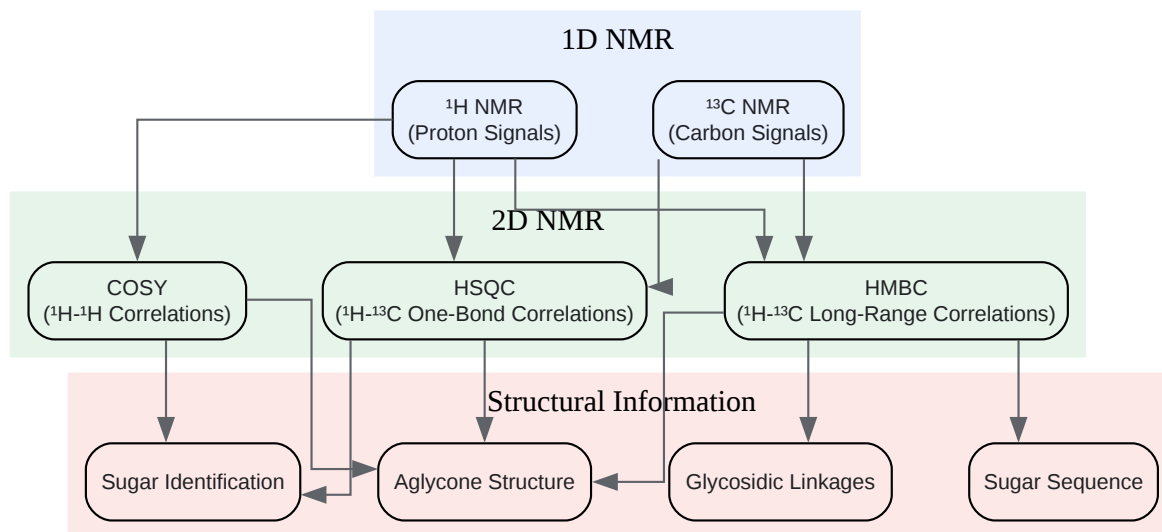 1D NMR
¹H NMR
(Proton Signals)
¹³C NMR
(Carbon Signals)
2D NMR
COSY
(¹H-¹H Correlations)
HSQC
(¹H-¹³C One-Bond Correlations)
HMBC
(¹H-¹³C Long-Range Correlations)
Structural Information
Sugar Identification
Aglycone Structure
Glycosidic Linkages
Sugar Sequence